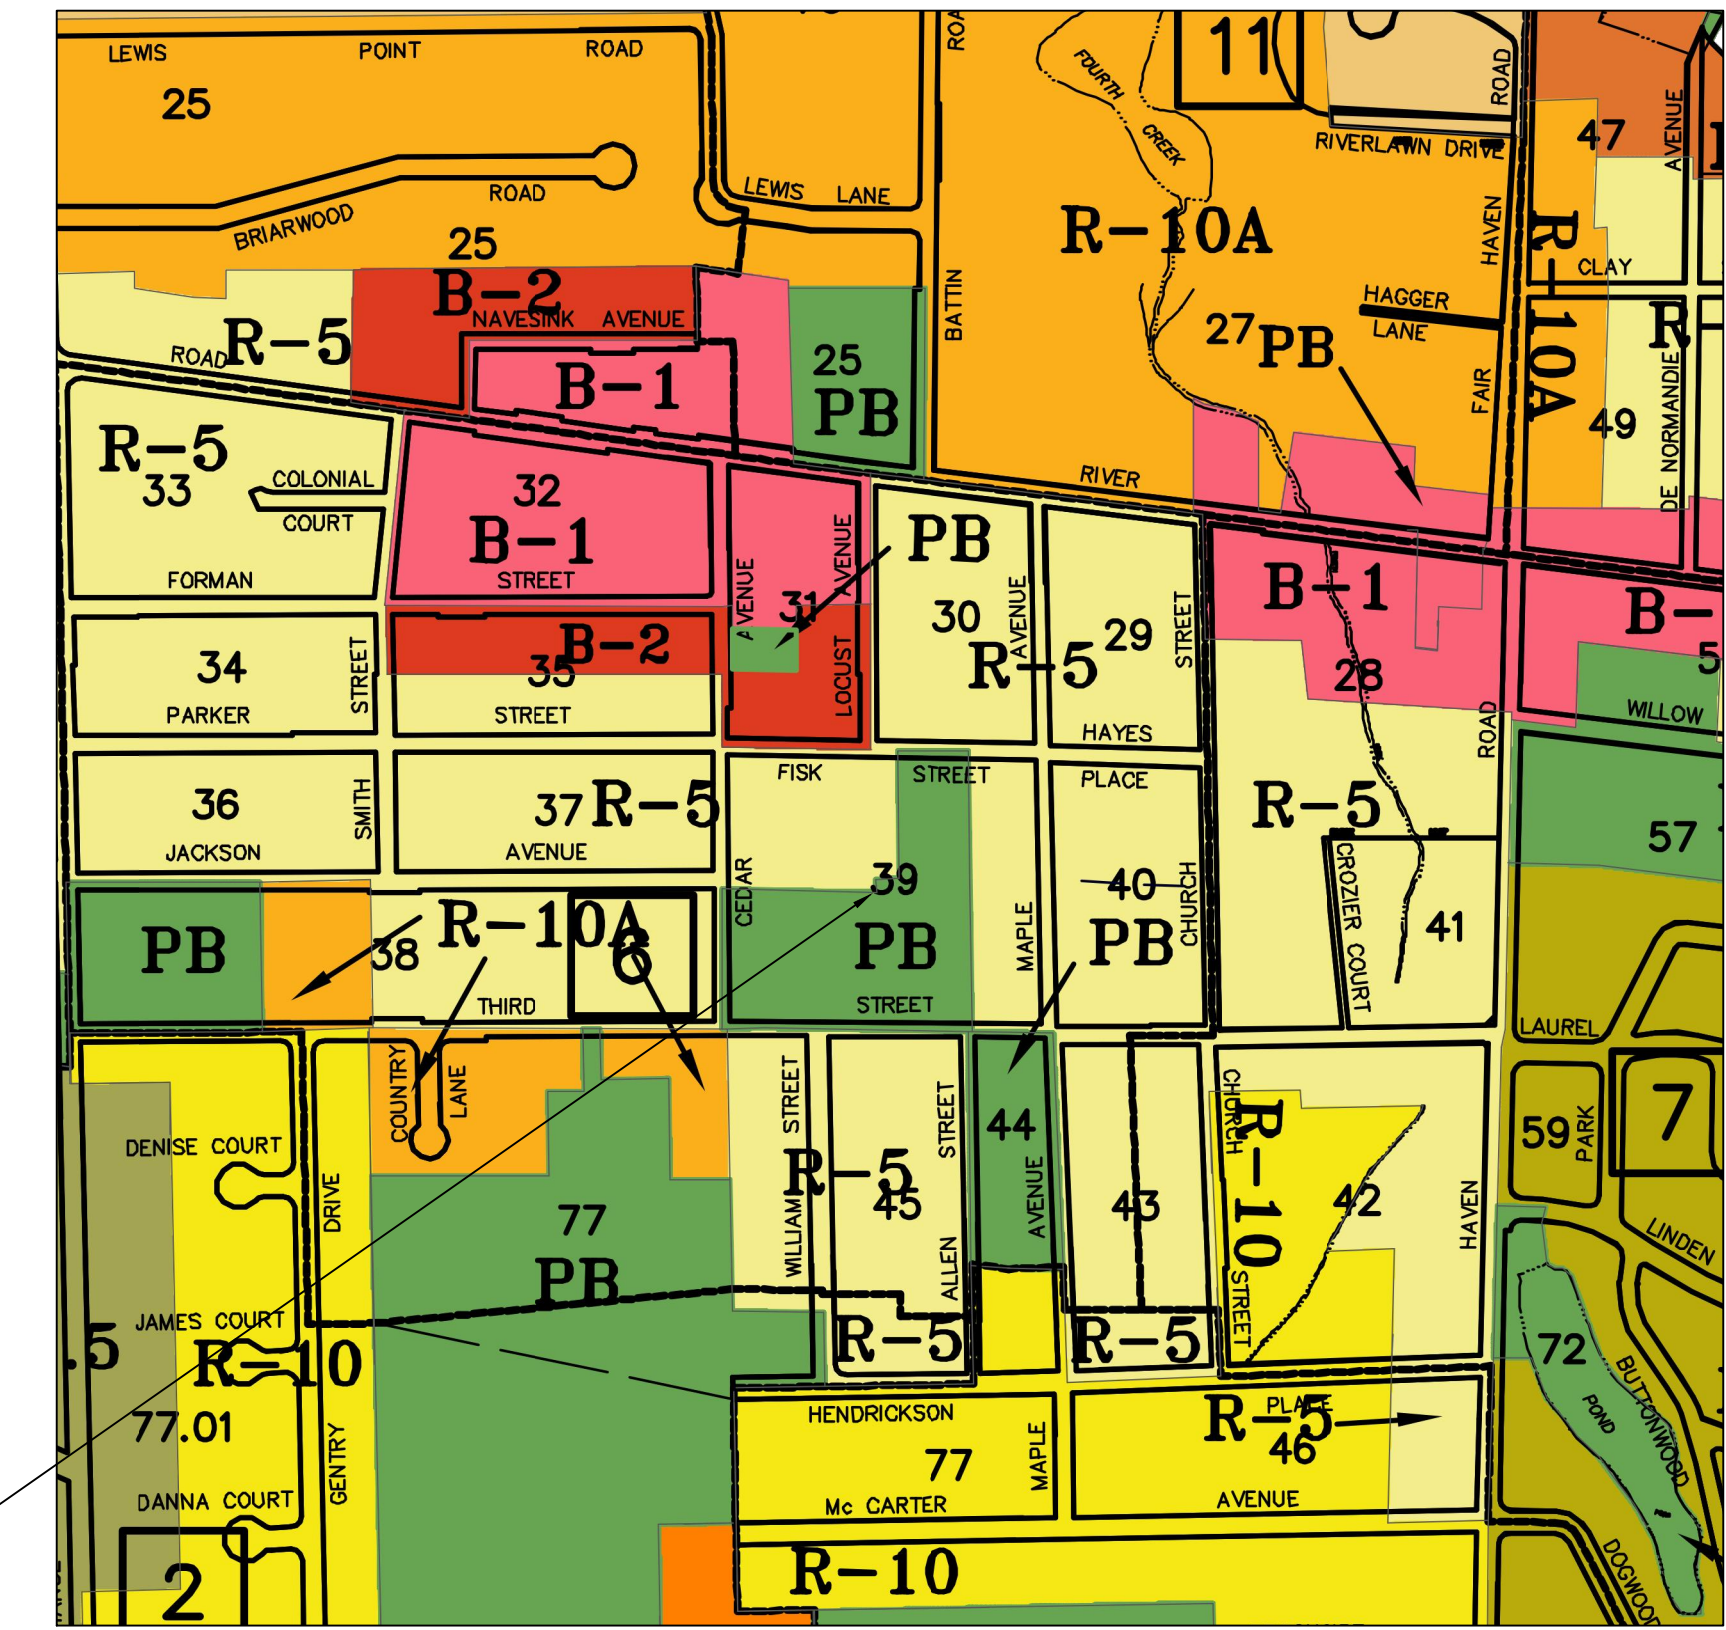 LEWIS POINT ROAD
ROA
11
FOURTH
CREEK
ROAD
AVENUE
25
47
RIVERLAWN DRIVE
ROAD
BRIARWOOD
LEWIS LANE
25
R-10A
HAVEN
R-10A
CLAY
B-2
NAVESINK AVENUE
BATTIN
HAGGER
LANE
R
R-5
ROAD
27
PB
B-1
25
PB
FAIR
DE NORMANDIE
49
R-5
33
COLONIAL
COURT
32
B-1
RIVER
FORMAN
STREET
AVENUE
AVENUE
PB
31
30
AVENUE
29
STREET
R-5
B-1
B-
5
34
PARKER
STREET
B-2
35
STREET
LOCUST
HAYES
28
ROAD
WILLOW
36
JACKSON
SMITH
37
R-5
AVENUE
FISK
STREET
PLACE
R-5
57
CEDAR
39
PB
MAPLE
40
PB
CHURCH
CROZIER COURT
41
PB
38
R-10A
6
THIRD
STREET
LAUREL
COUNTRY
LANE
WILLIAM STREET
ALLEN STREET
44
AVENUE
CHURCH
STREET
R-10
59
PARK
7
DENISE COURT
DRIVE
77
PB
R-5
45
43
42
HAVEN
LINDEN
JAMES COURT
.5
R-10
R-5
R-5
72
POND
BUTTONWOOD
77.01
GENTRY
HENDRICKSON
PLACE
R-5
46
77
MAPLE
DANNA COURT
Mc CARTER
AVENUE
2
R-10
DOGWOOD